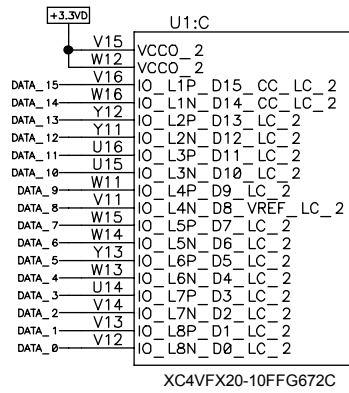 +3.3VD
U1:C
V15 VCCO_2
W12 VCCO_2
DATA_15 V16 IO_L1P_D15_CC_LC_2
DATA_14 W16 IO_L1N_D14_CC_LC_2
DATA_13 Y12 IO_L2P_D13_LC_2
DATA_12 Y11 IO_L2N_D12_LC_2
DATA_11 U16 IO_L3P_D11_LC_2
DATA_10 U15 IO_L3N_D10_LC_2
DATA_9 W11 IO_L4P_D9_LC_2
DATA_8 V11 IO_L4N_D8_VREF_LC_2
DATA_7 W15 IO_L5P_D7_LC_2
DATA_6 W14 IO_L5N_D6_LC_2
DATA_5 Y13 IO_L6P_D5_LC_2
DATA_4 W13 IO_L6N_D4_LC_2
DATA_3 U14 IO_L7P_D3_LC_2
DATA_2 V14 IO_L7N_D2_LC_2
DATA_1 V13 IO_L8P_D1_LC_2
DATA_0 V12 IO_L8N_D0_LC_2
XC4VFX20-10FFG672C